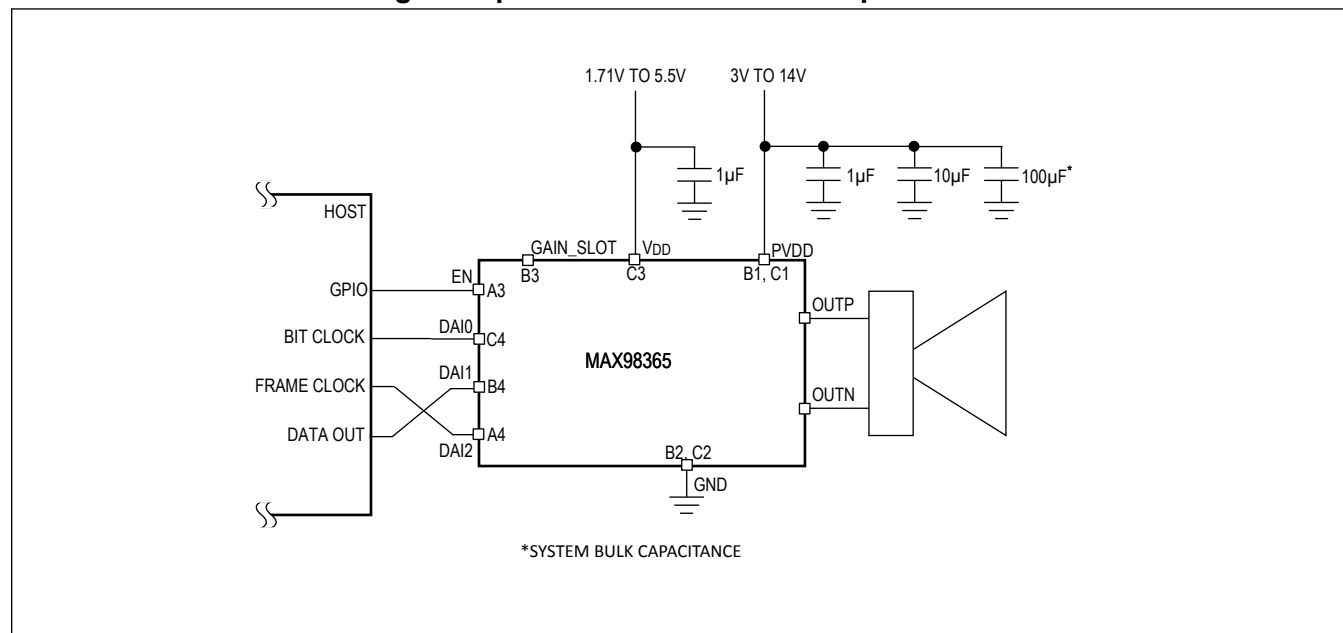 1.71V TO 5.5V
3V TO 14V
1µF
1µF
10µF
100µF*
HOST
GAIN_SLOT
VDD
PVDD
B3
C3
B1, C1
EN
GPIO
A3
OUTP
DAI0
BIT CLOCK
C4
MAX98365
DAI1
FRAME CLOCK
B4
OUTN
DATA OUT
A4
DAI2
B2, C2
GND
*SYSTEM BULK CAPACITANCE